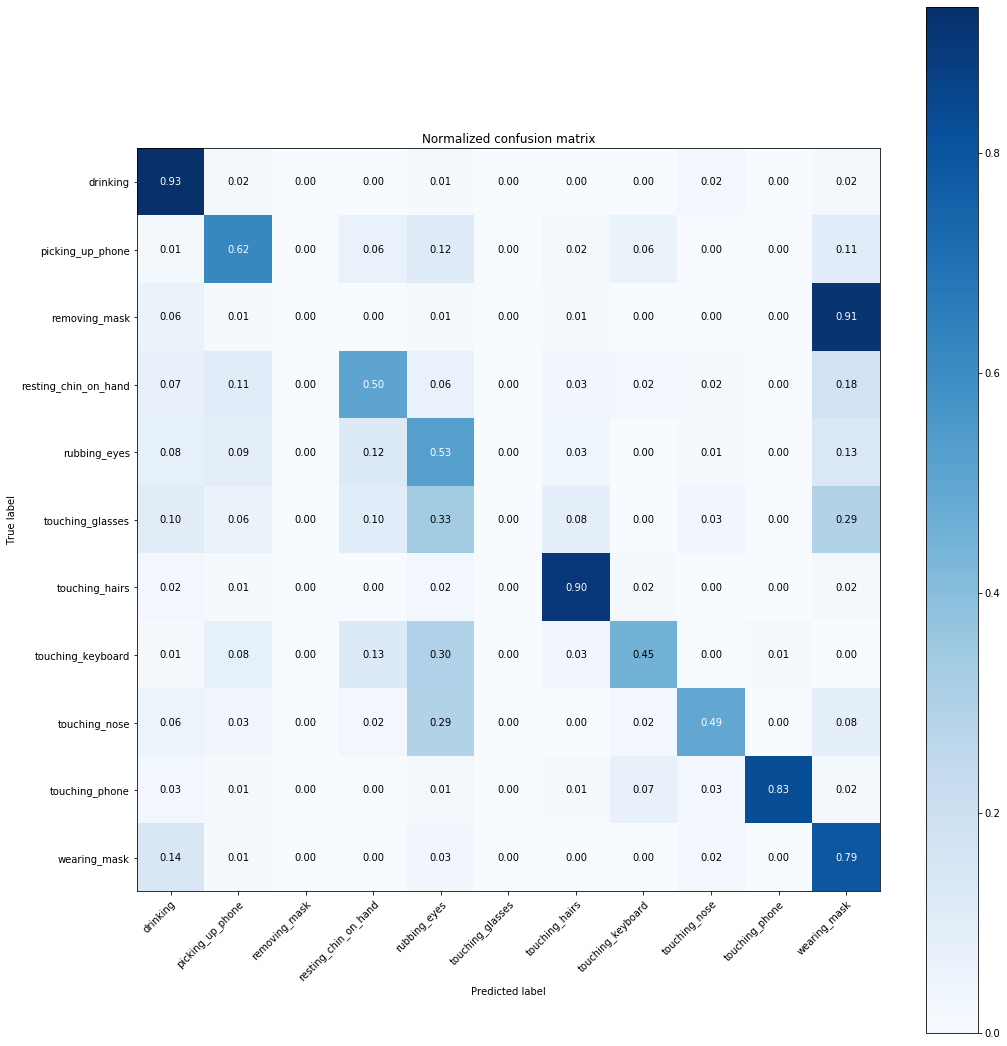 Normalized confusion matrix
drinking 0.93 0.02 0.00 0.00 0.01 0.00 0.00 0.00 0.02 0.00 0.02
picking_up_phone 0.01 0.62 0.00 0.06 0.12 0.00 0.02 0.06 0.00 0.00 0.11
removing_mask 0.06 0.01 0.00 0.00 0.01 0.00 0.01 0.00 0.00 0.00 0.91
resting_chin_on_hand 0.07 0.11 0.00 0.50 0.06 0.00 0.03 0.02 0.02 0.00 0.18
rubbing_eyes 0.08 0.09 0.00 0.12 0.53 0.00 0.03 0.00 0.01 0.00 0.13
touching_glasses 0.10 0.06 0.00 0.10 0.33 0.00 0.08 0.00 0.03 0.00 0.29
touching_hairs 0.02 0.01 0.00 0.00 0.02 0.00 0.90 0.02 0.00 0.00 0.02
touching_keyboard 0.01 0.08 0.00 0.13 0.30 0.00 0.03 0.45 0.00 0.01 0.00
touching_nose 0.06 0.03 0.00 0.02 0.29 0.00 0.00 0.02 0.49 0.00 0.08
touching_phone 0.03 0.01 0.00 0.00 0.01 0.00 0.01 0.07 0.03 0.83 0.02
wearing_mask 0.14 0.01 0.00 0.00 0.03 0.00 0.00 0.00 0.02 0.00 0.79
True label
drinking
picking_up_phone
removing_mask
resting_chin_on_hand
rubbing_eyes
touching_glasses
touching_hairs
touching_keyboard
touching_nose
touching_phone
wearing_mask
Predicted label
0.8
0.6
0.4
0.2
0.0